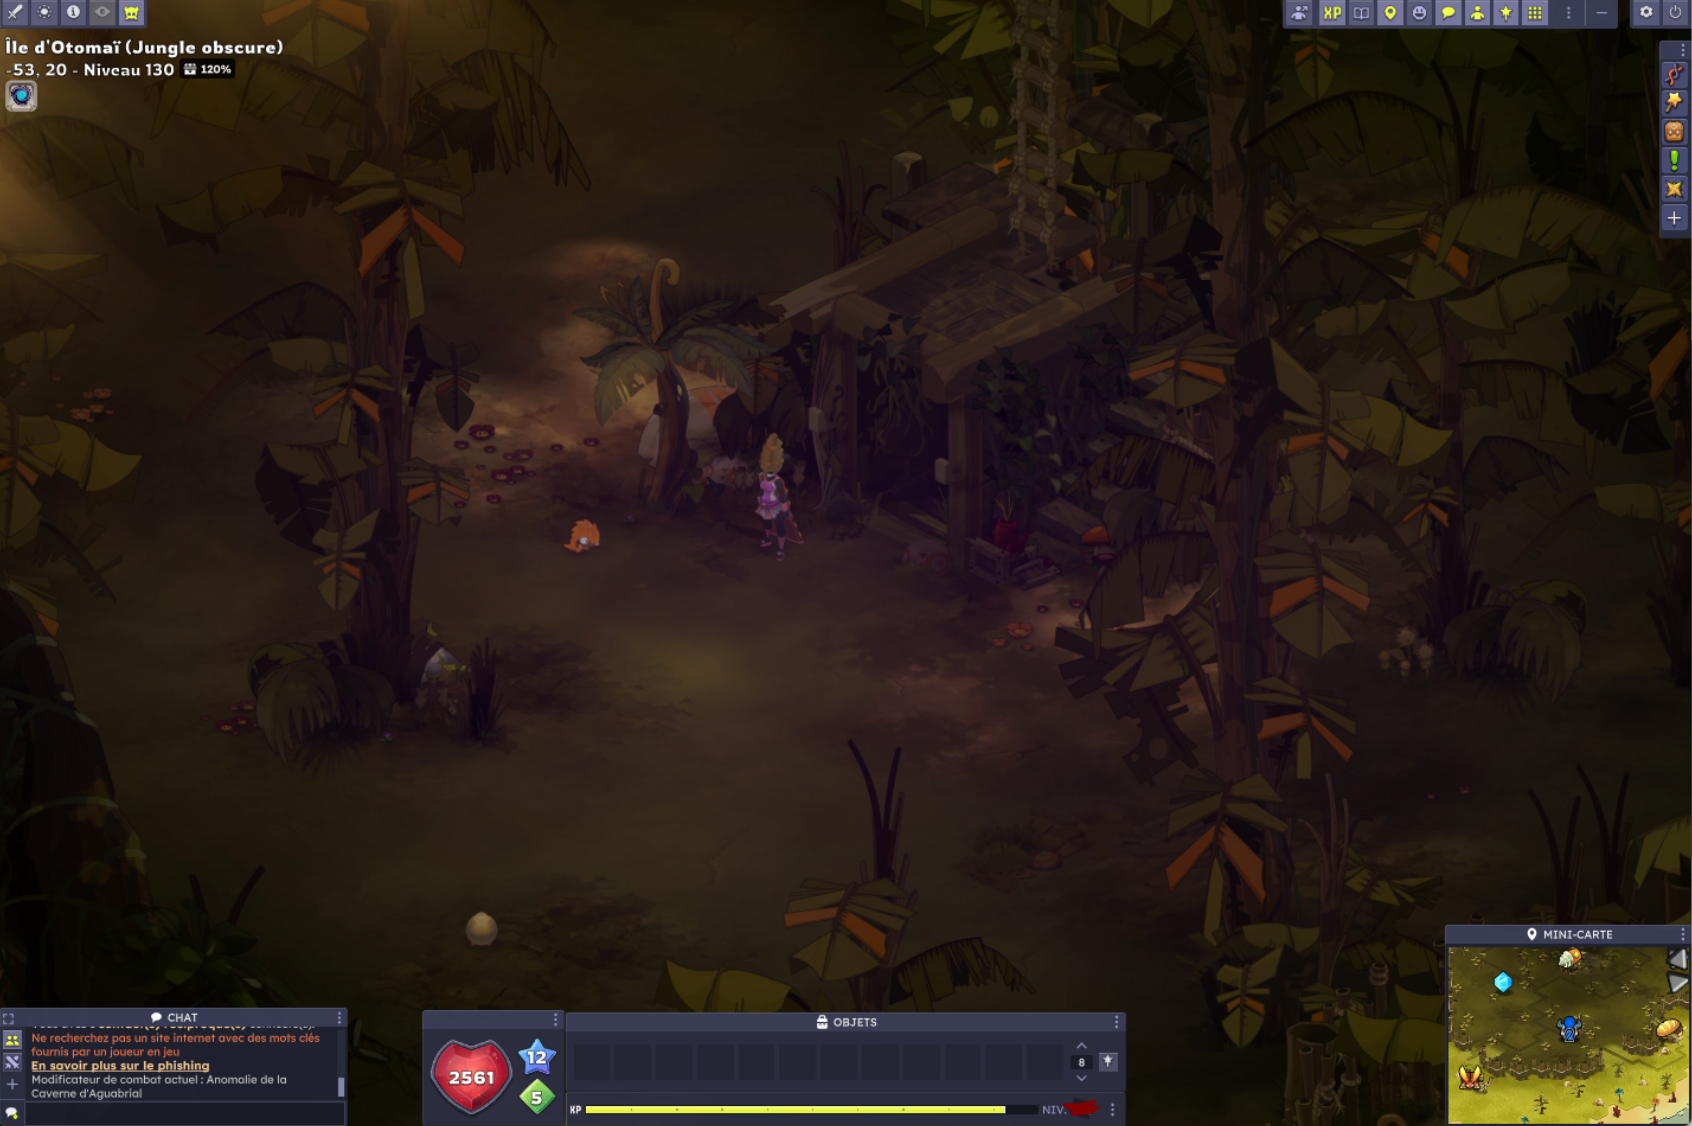 Île d'Otomaï (Jungle obscure)
-53, 20 - Niveau 130 120%
XP
MINI-CARTE
CHAT
Ne recherchez pas un site internet avec des mots clés
fournis par un joueur en jeu
En savoir plus sur le phishing
Modificateur de combat actuel : Anomalie de la
Caverne d'Aguabrial
2561
12
5
OBJETS
8
XP
NIV.